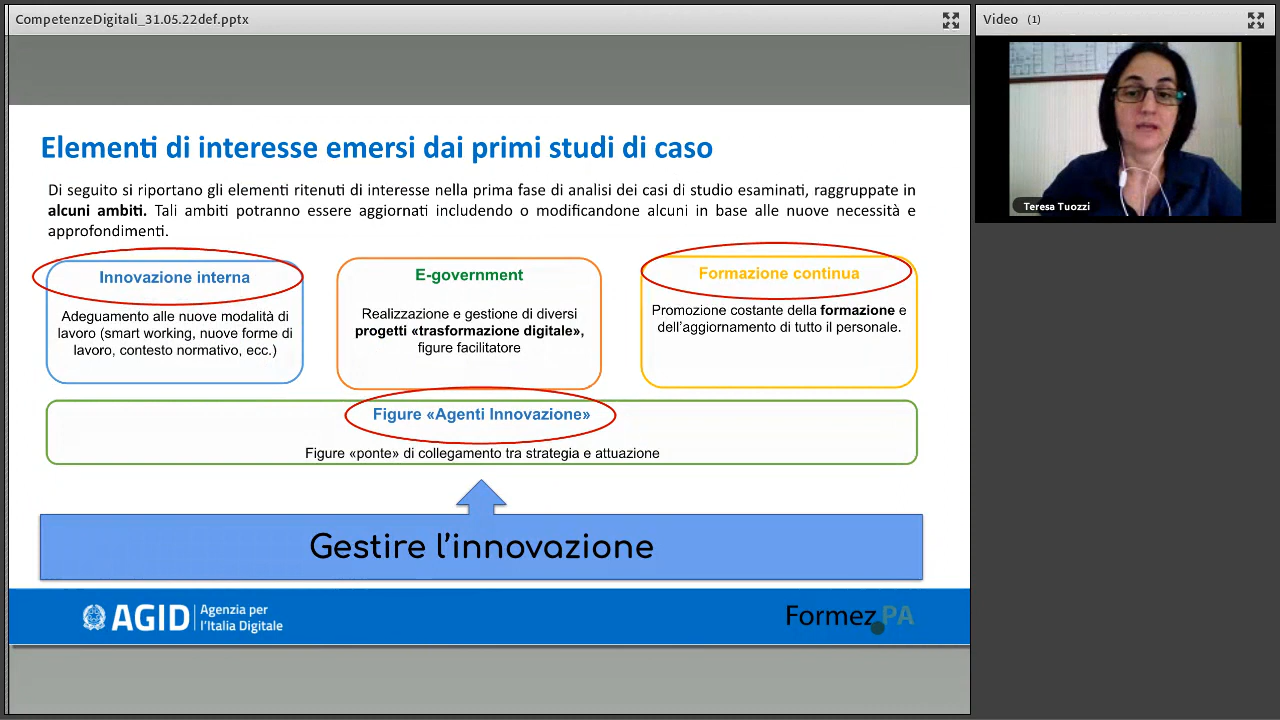 CompetenzeDigitali_31.05.22def.pptx
Video (1)
Teresa Tuozzi
Elementi di interesse emersi dai primi studi di caso
Di seguito si riportano gli elementi ritenuti di interesse nella prima fase di analisi dei casi di studio esaminati, raggruppate in
alcuni ambiti. Tali ambiti potranno essere aggiornati includendo o modificandone alcuni in base alle nuove necessità e
approfondimenti.
Innovazione interna
Adeguamento alle nuove modalità di
lavoro (smart working, nuove forme di
lavoro, contesto normativo, ecc.)
E-government
Realizzazione e gestione di diversi
progetti «trasformazione digitale»,
figure facilitatore
Formazione continua
Promozione costante della formazione e
dell'aggiornamento di tutto il personale.
Figure «Agenti Innovazione»
Figure «ponte» di collegamento tra strategia e attuazione
Gestire l'innovazione
AGID
Agenzia per
l'Italia Digitale
Formez PA